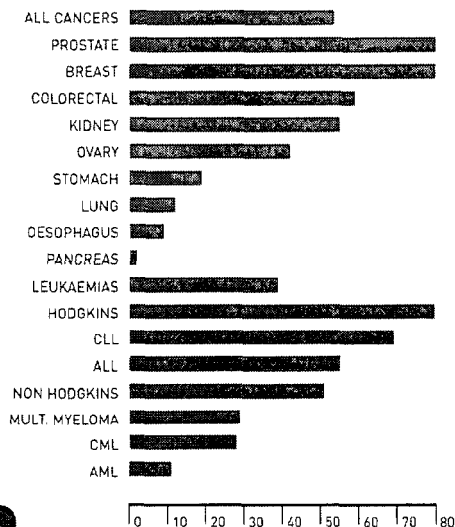 ALL CANCERS
PROSTATE
BREAST
COLORECTAL
KIDNEY
OVARY
STOMACH
LUNG
OESOPHAGUS
PANCREAS
LEUKAEMIAS
HODGKINS
CLL
ALL
NON HODGKINS
MULT. MYELOMA
CML
AML
0 10 20 30 40 50 60 70 80